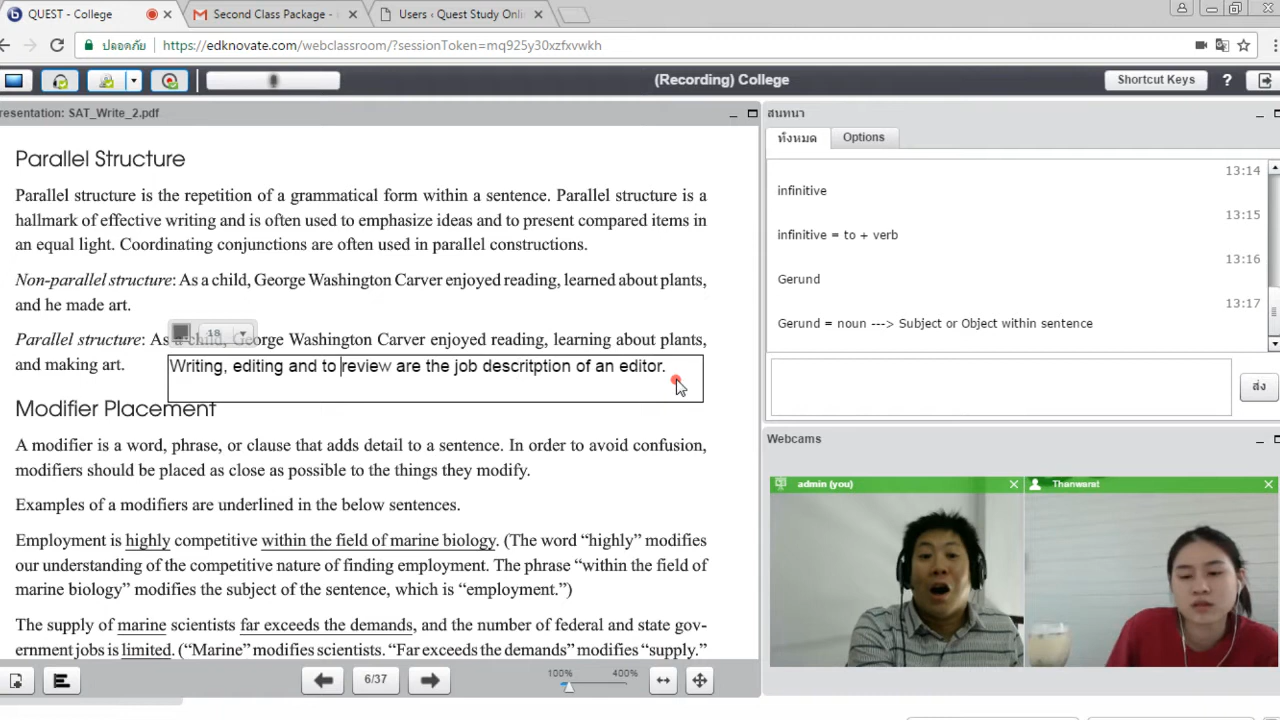 QUEST - College
Second Class Package -
Users ‹ Quest Study Onli
ปลอดภัย
https://edknovate.com/webclassroom/?sessionToken=mq925y30xzfxvwkh
(Recording) College
Shortcut Keys
?
resentation: SAT_Write_2.pdf
Parallel Structure
Parallel structure is the repetition of a grammatical form within a sentence. Parallel structure is a
hallmark of effective writing and is often used to emphasize ideas and to present compared items in
an equal light. Coordinating conjunctions are often used in parallel constructions.
Non-parallel structure: As a child, George Washington Carver enjoyed reading, learned about plants,
and he made art.
18
Parallel structure: As a child, George Washington Carver enjoyed reading, learning about plants,
and making art.
Writing, editing and to review are the job descritption of an editor.
Modifier Placement
A modifier is a word, phrase, or clause that adds detail to a sentence. In order to avoid confusion,
modifiers should be placed as close as possible to the things they modify.
Examples of a modifiers are underlined in the below sentences.
Employment is highly competitive within the field of marine biology. (The word “highly” modifies
our understanding of the competitive nature of finding employment. The phrase “within the field of
marine biology” modifies the subject of the sentence, which is “employment.”)
The supply of marine scientists far exceeds the demands, and the number of federal and state gov-
ernment jobs is limited. (“Marine” modifies scientists. “Far exceeds the demands” modifies “supply.”
6/37
100%
400%
สนทนา
ทั้งหมด
Options
13:14
infinitive
13:15
infinitive = to + verb
13:16
Gerund
13:17
Gerund = noun ---> Subject or Object within sentence
ส่ง
Webcams
admin (you)
Thanwarat